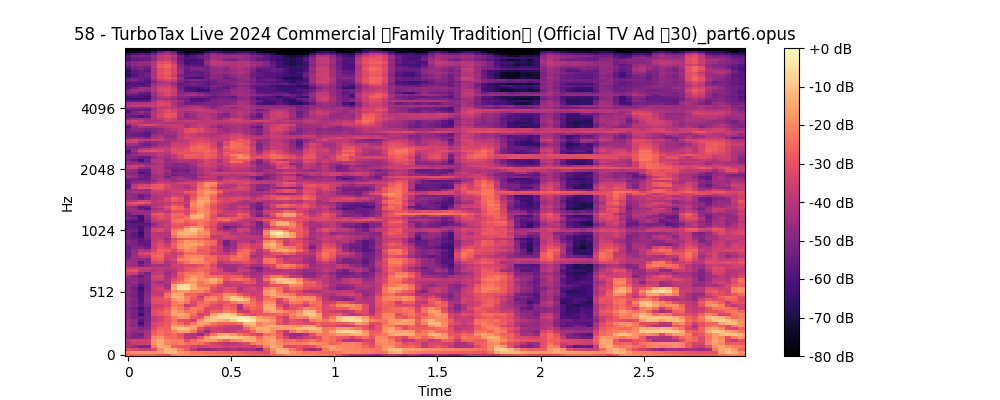 58 - TurboTax Live 2024 Commercial ▯Family Tradition▯ (Official TV Ad ▯30)_part6.opus
Hz
4096
2048
1024
512
0
0 0.5 1 1.5 2 2.5
Time
+0 dB
-10 dB
-20 dB
-30 dB
-40 dB
-50 dB
-60 dB
-70 dB
-80 dB